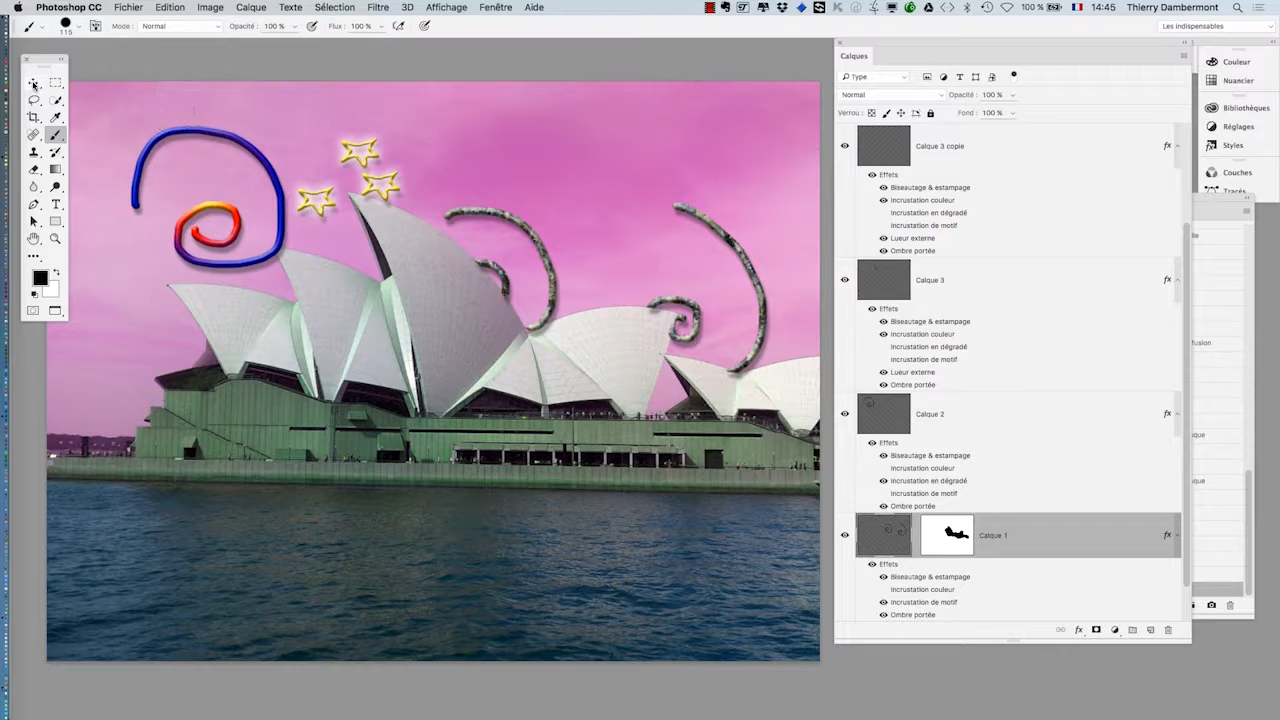 Photoshop CC Fichier Edition Image Calque Texte Sélection Filtre 3D Affichage Fenêtre Aide 100 % 14:45 Thierry Dambermont
115 Mode : Normal Opacité : 100 % Flux : 100 % Les indispensables
Calques
Type
Normal Opacité : 100 %
Verrou : Fond : 100 %
Calque 3 copie fx
Effets
Biseautage & estampage
Incrustation couleur
Incrustation en dégradé
Incrustation de motif
Lueur externe
Ombre portée
Calque 3 fx
Effets
Biseautage & estampage
Incrustation couleur
Incrustation en dégradé
Incrustation de motif
Lueur externe
Ombre portée
Calque 2 fx
Effets
Biseautage & estampage
Incrustation couleur
Incrustation en dégradé
Incrustation de motif
Ombre portée
Calque 1 fx
Effets
Biseautage & estampage
Incrustation couleur
Incrustation de motif
Ombre portée
fx
Couleur
Nuancier
Bibliothèques
Réglages
Styles
Couches
Tracés
lle
fusion
que
que